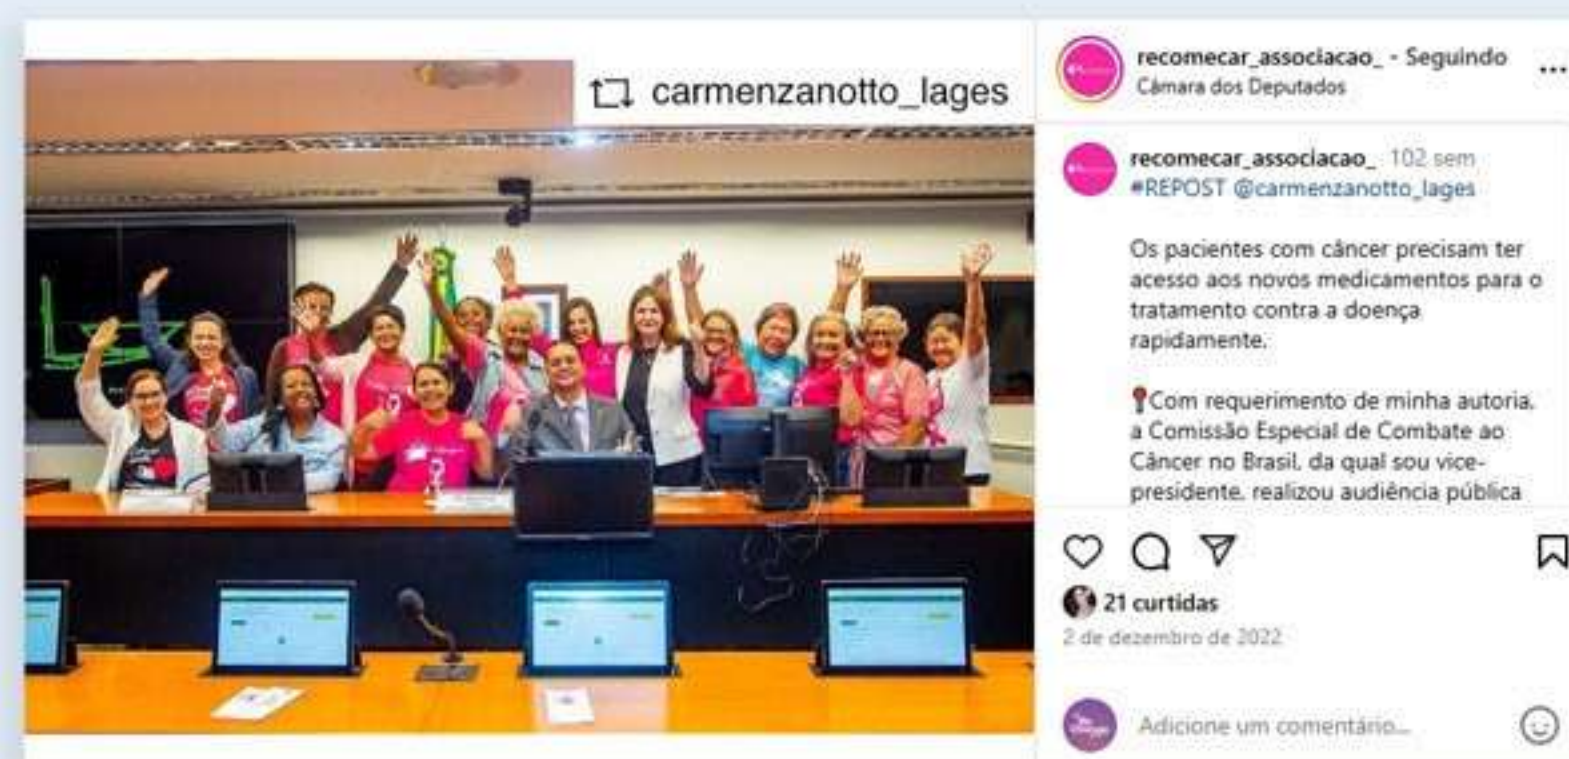 carmenzanotto_lages
recomecar_associacao_ • Seguindo
Câmara dos Deputados
recomecar_associacao_ 102 sem
#REPOST @carmenzanotto_lages
Os pacientes com câncer precisam ter
acesso aos novos medicamentos para o
tratamento contra a doença
rapidamente.
📍Com requerimento de minha autoria,
a Comissão Especial de Combate ao
Câncer no Brasil, da qual sou vice-
presidente, realizou audiência pública
21 curtidas
2 de dezembro de 2022
Adicione um comentário...